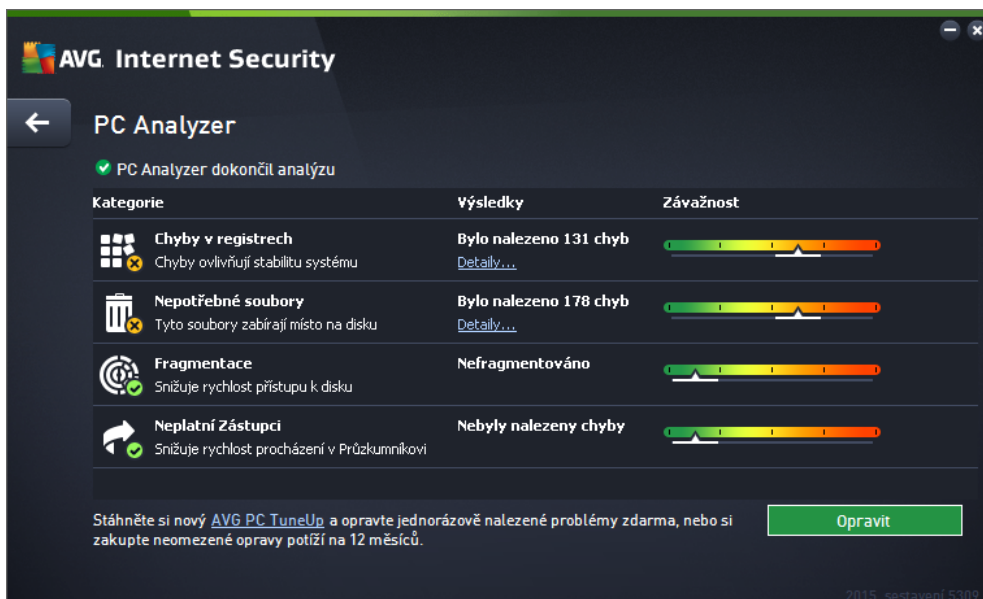 AVG. Internet Security
PC Analyzer
PC Analyzer dokončil analýzu
Kategorie Výsledky Závažnost
Chyby v registrech Bylo nalezeno 131 chyb
Chyby ovlivňují stabilitu systému Detaily...
Nepotřebné soubory Bylo nalezeno 178 chyb
Tyto soubory zabírají místo na disku Detaily...
Fragmentace Nefragmentováno
Snižuje rychlost přístupu k disku
Neplatní Zástupci Nebyly nalezeny chyby
Snižuje rychlost procházení v Průzkumníkovi
Stáhněte si nový AVG PC TuneUp a opravte jednorázově nalezené problémy zdarma, nebo si Opravit
zakupte neomezené opravy potíží na 12 měsíců.
2015, sestavení 5309